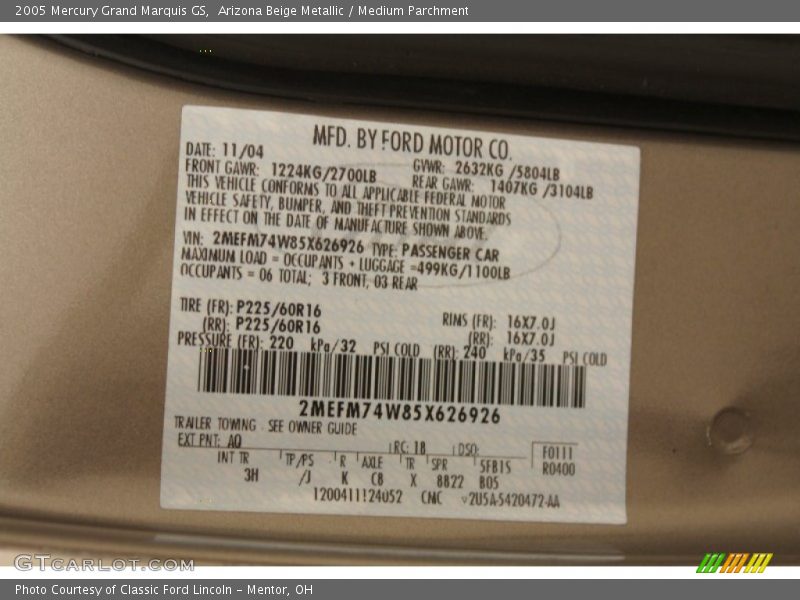 2005 Mercury Grand Marquis GS,  Arizona Beige Metallic / Medium Parchment
MFD. BY FORD MOTOR CO.
DATE: 11/04 GVWR: 2632KG /5804LB
FRONT GAWR: 1224KG/2700LB REAR GAWR: 1407KG /3104LB
THIS VEHICLE CONFORMS TO ALL APPLICABLE FEDERAL MOTOR
VEHICLE SAFETY, BUMPER, AND THEFT PREVENTION STANDARDS
IN EFFECT ON THE DATE OF MANUFACTURE SHOWN ABOVE.
VIN: 2MEFM74W85X626926 TYPE: PASSENGER CAR
MAXIMUM LOAD = OCCUPANTS + LUGGAGE =499KG/1100LB
OCCUPANTS = 06 TOTAL; 3 FRONT, 03 REAR
TIRE (FR): P225/60R16 RIMS (FR): 16X7.0J
(RR): P225/60R16 (RR): 16X7.0J
PRESSURE (FR): 220 kPa/32 PSI COLD (RR): 240 kPa/35 PSI COLD
2MEFM74W85X626926
TRAILER TOWING - SEE OWNER GUIDE
EXT PNT: AQ RC: 18 DSO: F0111
INT TR TP/PS R AXLE TR SPR 5FB15 R0400
3H /J K C8 X 8822 B05
1200411124052 CNC 2U5A-5420472-AA
GTCARLOT.COM
Photo Courtesy of Classic Ford Lincoln - Mentor, OH